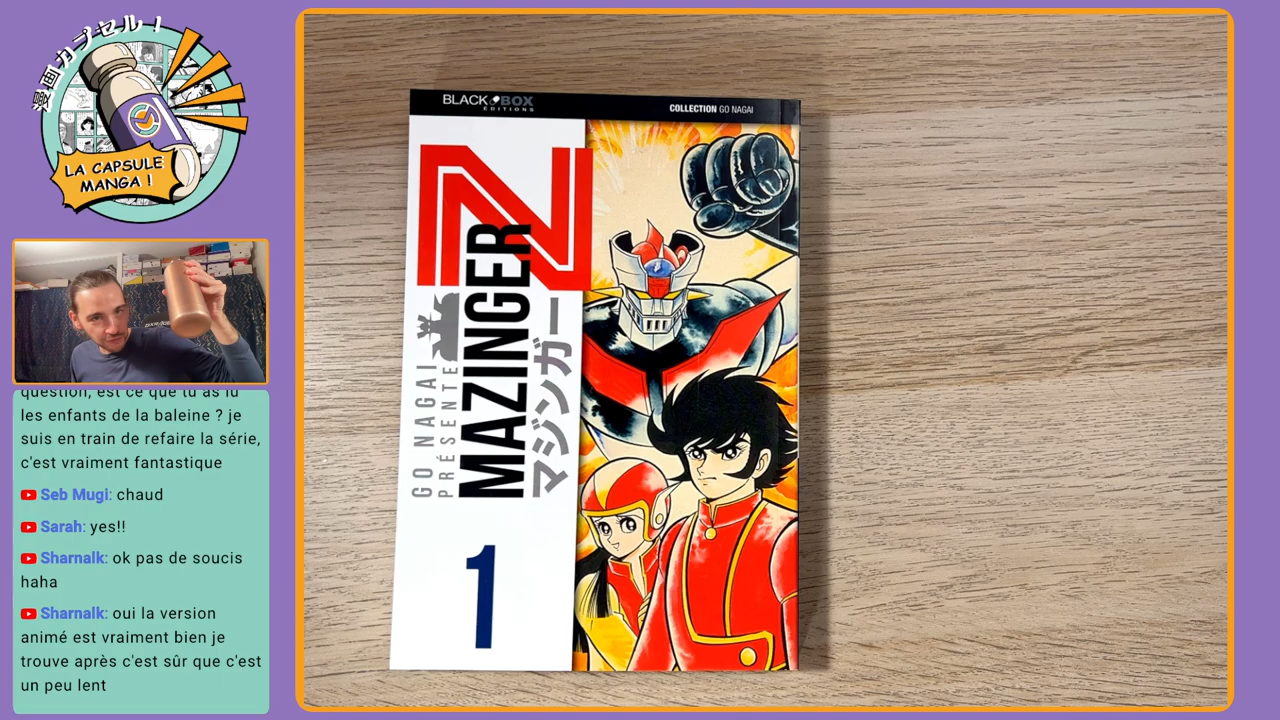 漫画カプセル！
LA CAPSULE
MANGA !
question, est ce que tu as lu
les enfants de la baleine ? je
suis en train de refaire la série,
c'est vraiment fantastique
Seb Mugi: chaud
Sarah: yes!!
Sharnalk: ok pas de soucis
haha
Sharnalk: oui la version
animé est vraiment bien je
trouve après c'est sûr que c'est
un peu lent
BLACK BOX
EDITIONS
COLLECTION GO NAGAI
GO NAGAI
PRÉSENTE
MAZINGER
Z
マジンガー
1